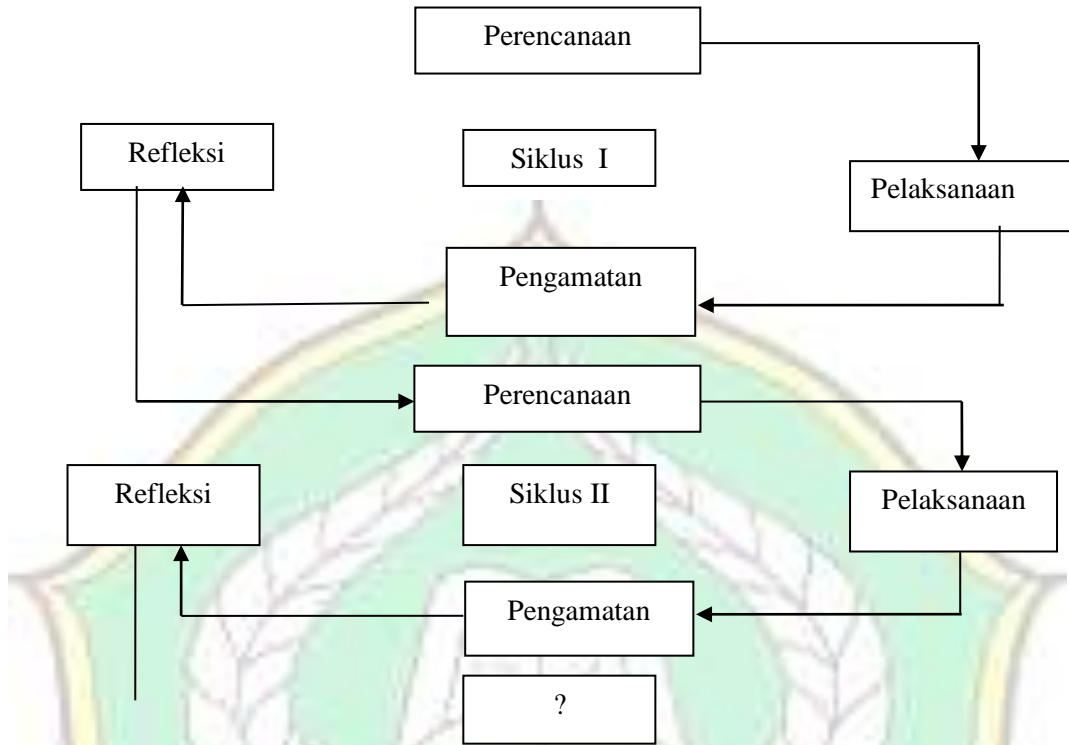 Perencanaan
Refleksi
Siklus I
Pelaksanaan
Pengamatan
Perencanaan
Refleksi
Siklus II
Pelaksanaan
Pengamatan
?